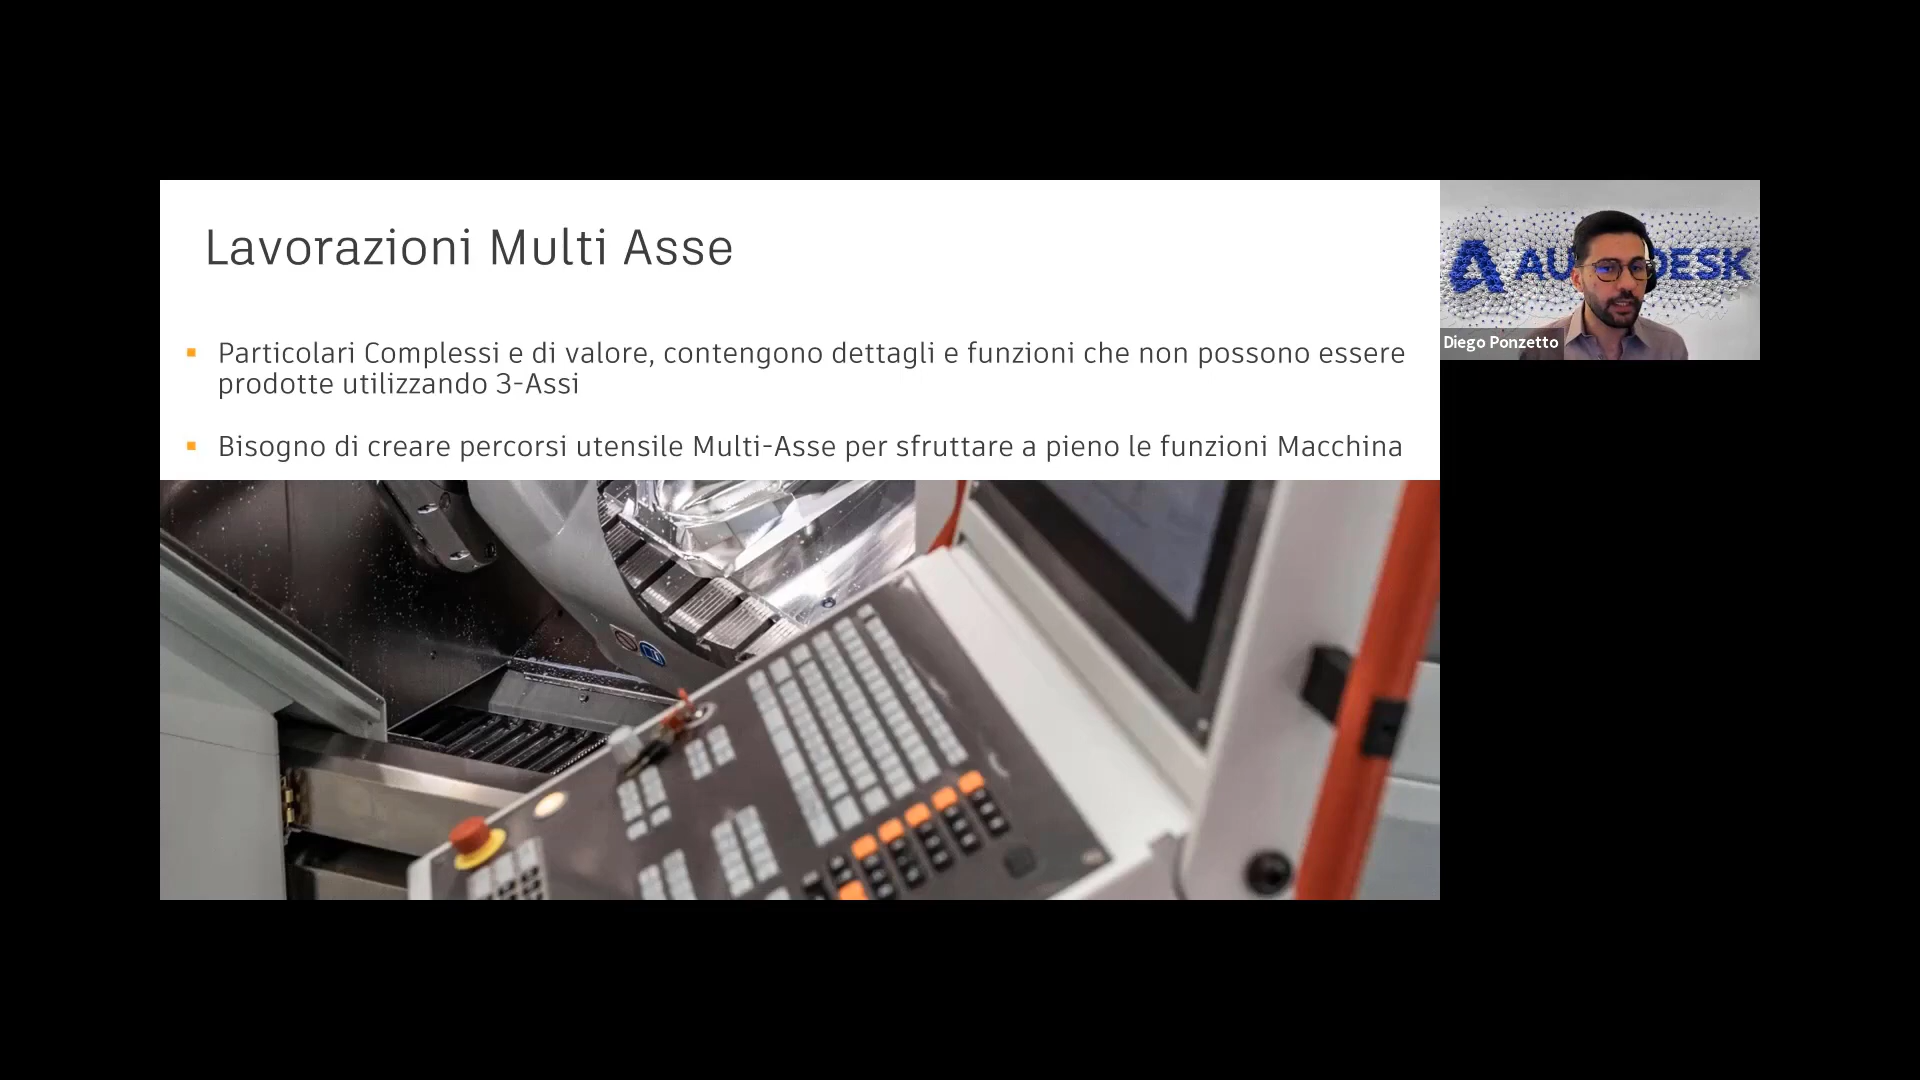 Lavorazioni Multi Asse
Particolari Complessi e di valore, contengono dettagli e funzioni che non possono essere
prodotte utilizzando 3-Assi
Bisogno di creare percorsi utensile Multi-Asse per sfruttare a pieno le funzioni Macchina
Diego Ponzetto